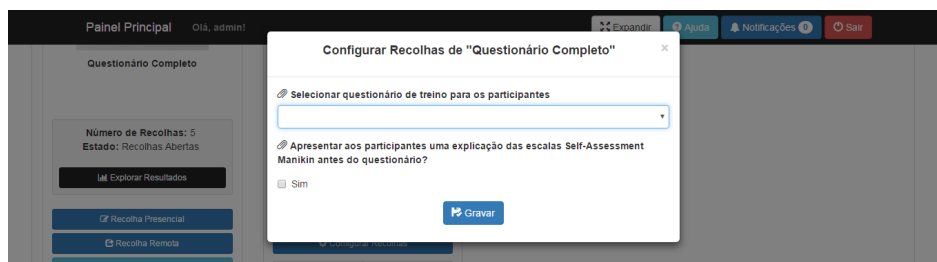 Painel Principal Olá, admin! Expandir Ajuda Notificações 0 Sair
Configurar Recolhas de "Questionário Completo" ×
Questionário Completo
Selecionar questionário de treino para os participantes
Número de Recolhas: 5
Estado: Recolhas Abertas
Explorar Resultados
Apresentar aos participantes uma explicação das escalas Self-Assessment
Manikin antes do questionário?
Sim
Gravar
Recolha Presencial
Recolha Remota
Configurar Recolhas